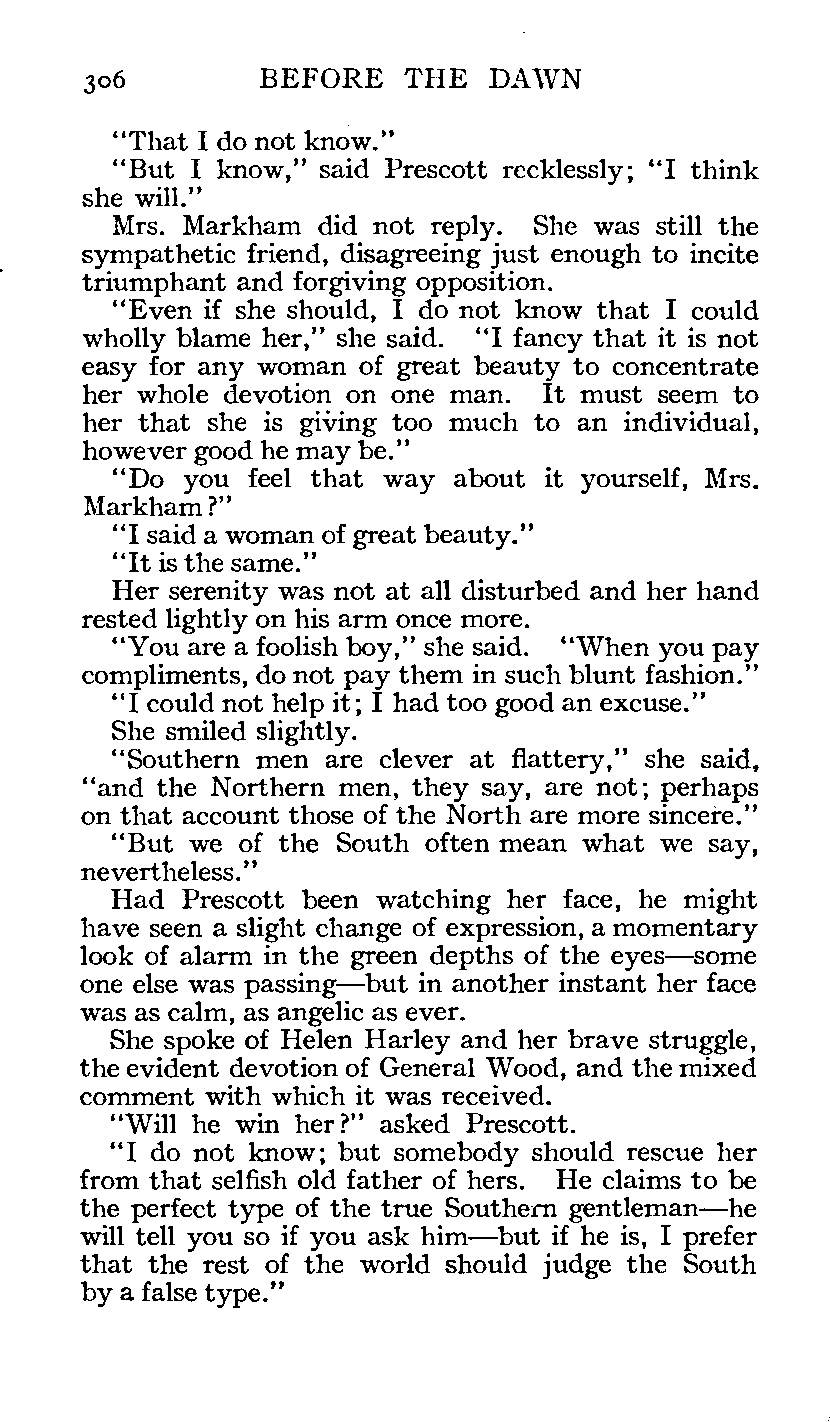 306 BEFORE THE DAWN
"That I do not know."
"But I know," said Prescott recklessly; "I think
she will."
Mrs. Markham did not reply. She was still the
sympathetic friend, disagreeing just enough to incite
triumphant and forgiving opposition.
"Even if she should, I do not know that I could
wholly blame her," she said. "I fancy that it is not
easy for any woman of great beauty to concentrate
her whole devotion on one man. It must seem to
her that she is giving too much to an individual,
however good he may be."
"Do you feel that way about it yourself, Mrs.
Markham?"
"I said a woman of great beauty."
"It is the same."
Her serenity was not at all disturbed and her hand
rested lightly on his arm once more.
"You are a foolish boy," she said. "When you pay
compliments, do not pay them in such blunt fashion."
"I could not help it; I had too good an excuse."
She smiled slightly.
"Southern men are clever at flattery," she said,
"and the Northern men, they say, are not; perhaps
on that account those of the North are more sincere."
"But we of the South often mean what we say,
nevertheless."
Had Prescott been watching her face, he might
have seen a slight change of expression, a momentary
look of alarm in the green depths of the eyes—some
one else was passing—but in another instant her face
was as calm, as angelic as ever.
She spoke of Helen Harley and her brave struggle,
the evident devotion of General Wood, and the mixed
comment with which it was received.
"Will he win her?" asked Prescott.
"I do not know; but somebody should rescue her
from that selfish old father of hers. He claims to be
the perfect type of the true Southern gentleman—he
will tell you so if you ask him—but if he is, I prefer
that the rest of the world should judge the South
by a false type."